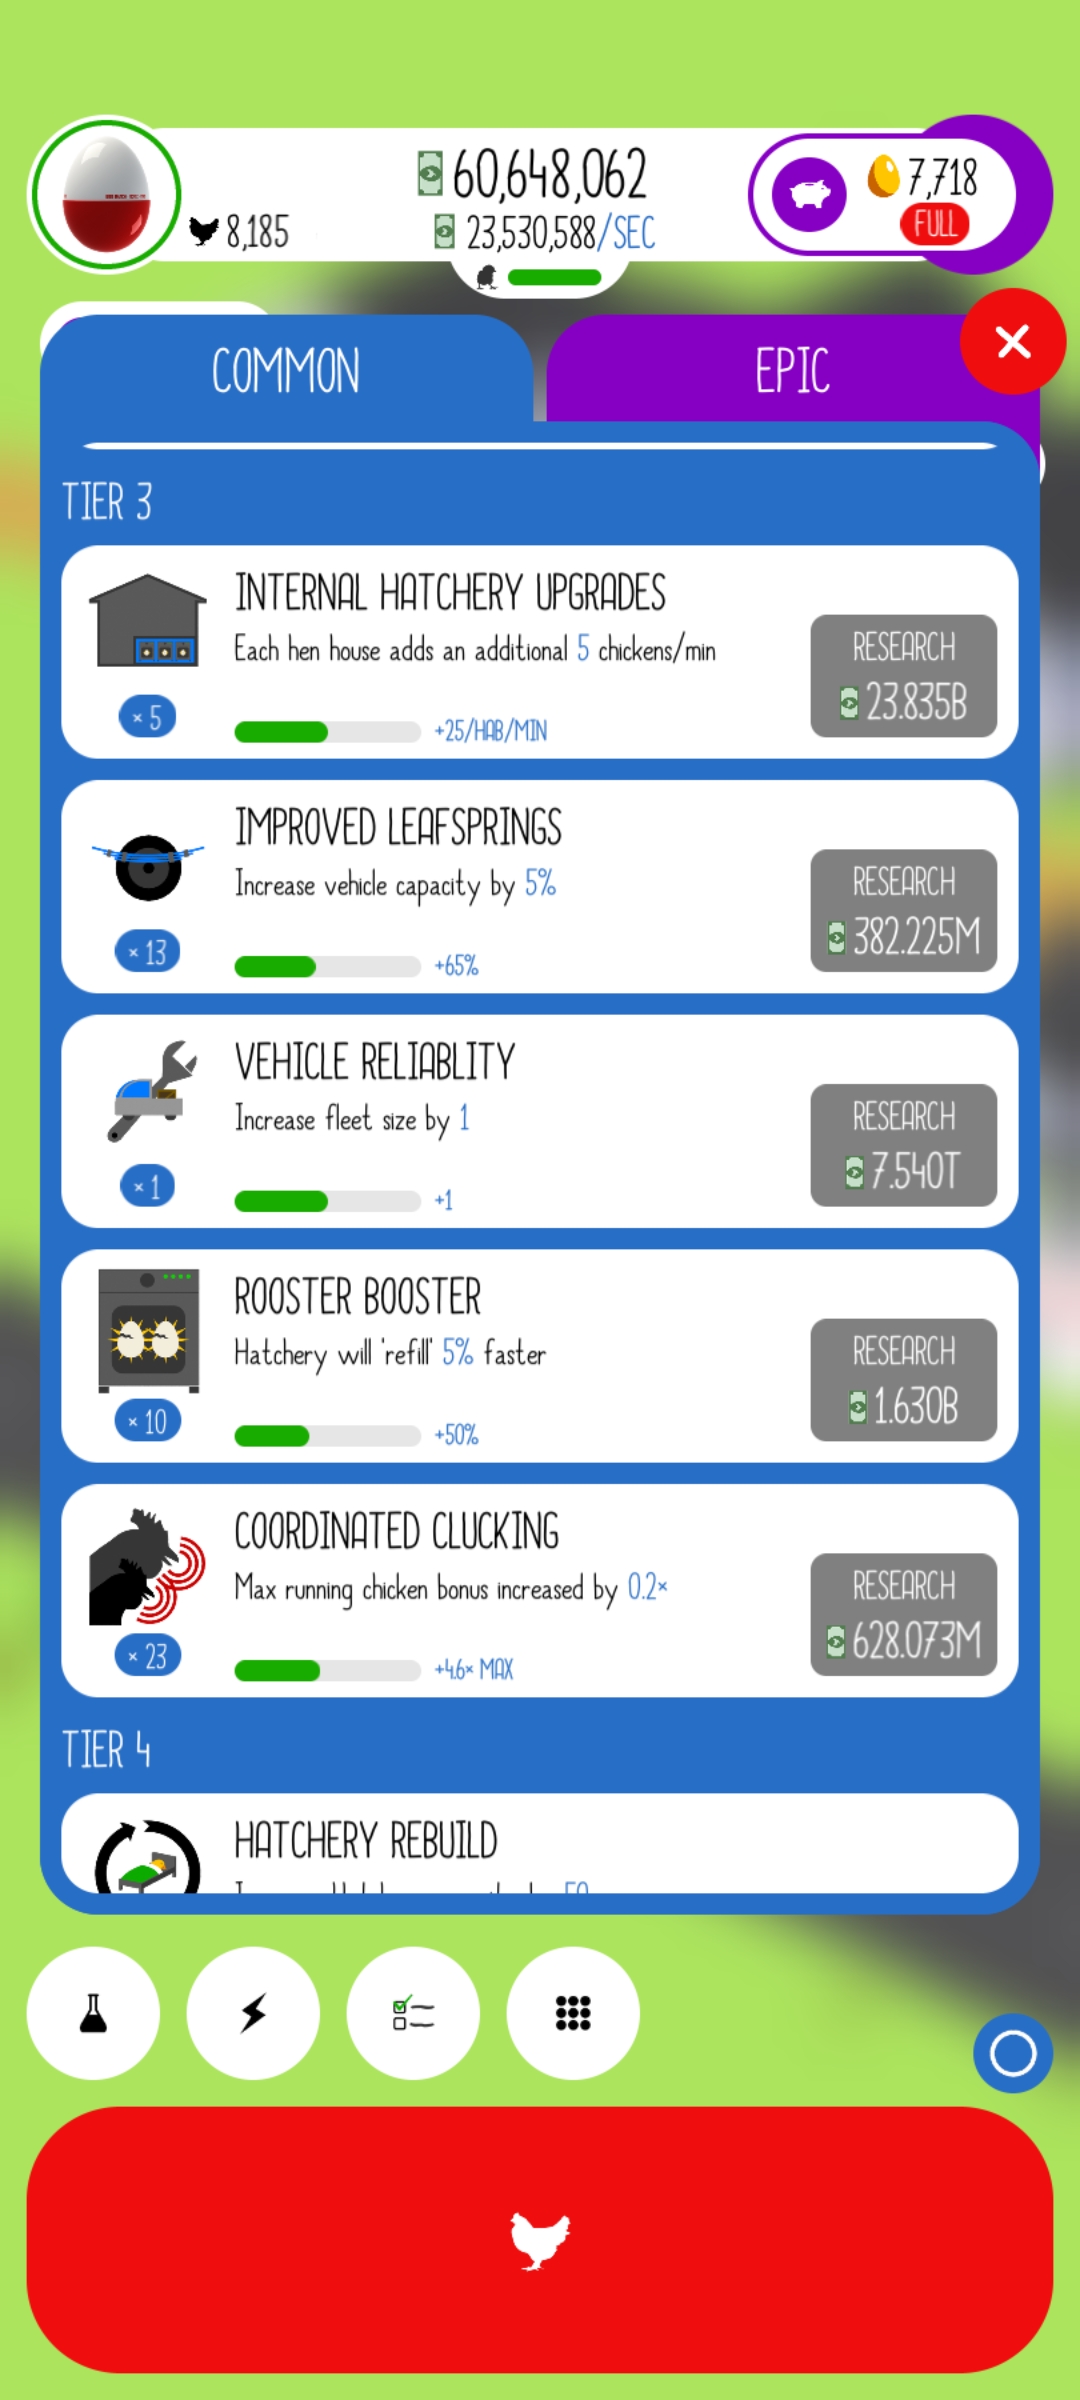 60,648,062
8,185
23,530,588/SEC
7,718
FULL
COMMON
EPIC
TIER 3
INTERNAL HATCHERY UPGRADES
Each hen house adds an additional 5 chickens/min
RESEARCH
23.835B
× 5
+25/HAB/MIN
IMPROVED LEAFSPRINGS
Increase vehicle capacity by 5%
RESEARCH
382.225M
× 13
+65%
VEHICLE RELIABLITY
Increase fleet size by 1
RESEARCH
7.540T
× 1
+1
ROOSTER BOOSTER
Hatchery will 'refill' 5% faster
RESEARCH
1.630B
× 10
+50%
COORDINATED CLUCKING
Max running chicken bonus increased by 0.2×
RESEARCH
628.073M
× 23
+4.6× MAX
TIER 4
HATCHERY REBUILD